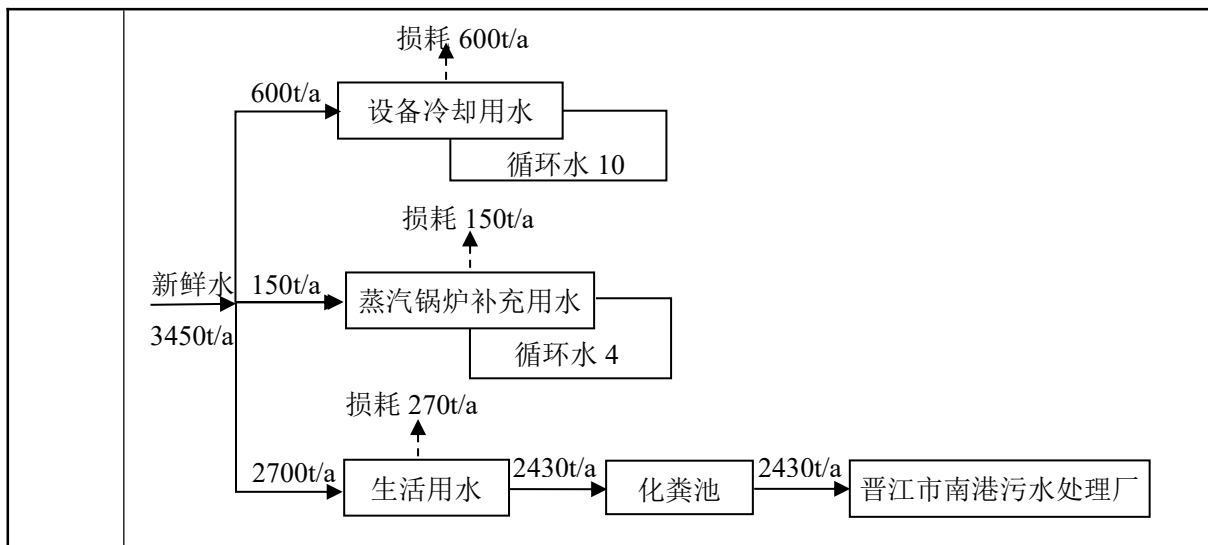 损耗 600t/a
600t/a
设备冷却用水
循环水 10
损耗 150t/a
新鲜水
150t/a
蒸汽锅炉补充用水
3450t/a
循环水 4
损耗 270t/a
2700t/a
生活用水
2430t/a
化粪池
2430t/a
晋江市南港污水处理厂